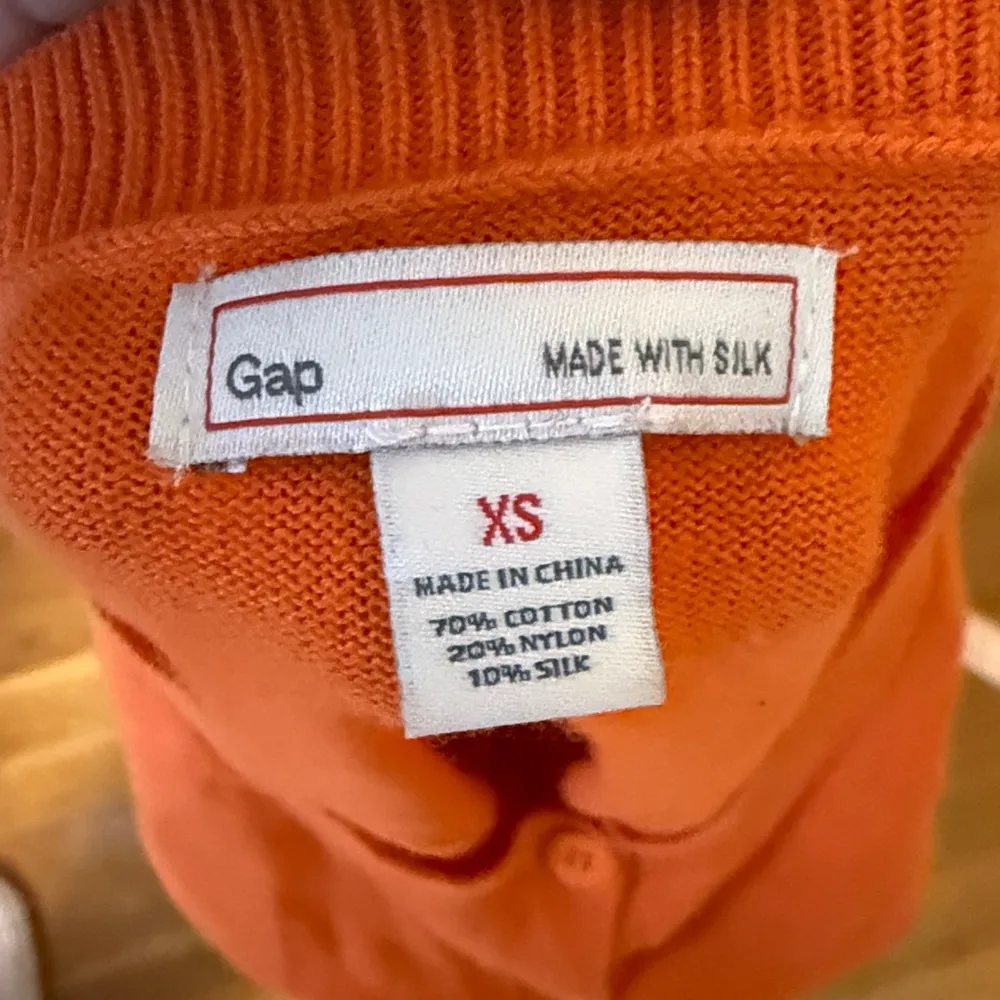 Gap MADE WITH SILK
XS
MADE IN CHINA
70% COTTON
20% NYLON
10% SILK